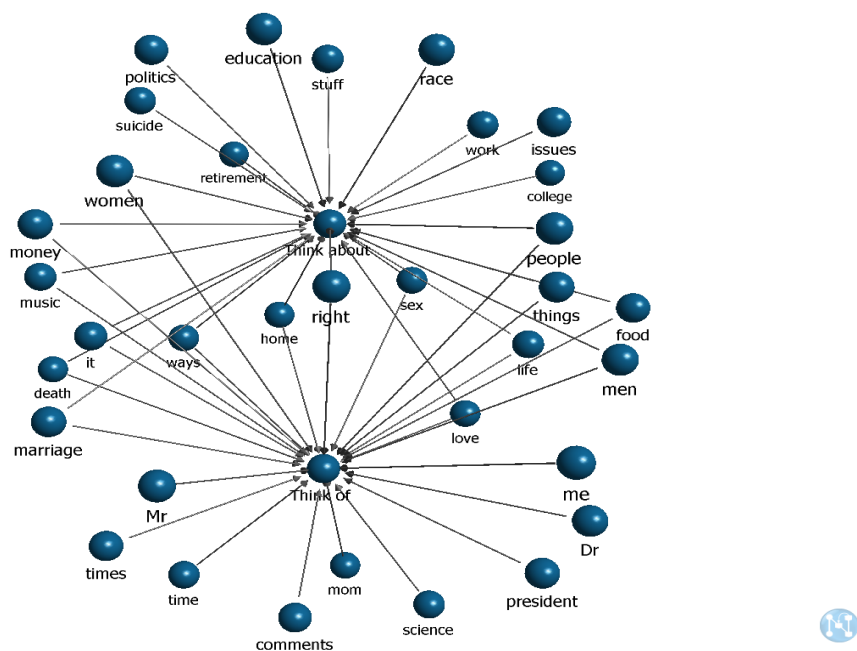 education
race
politics
stuff
suicide
work
issues
retirement
women
college
Think about
money
people
music
right
sex
things
home
food
it
ways
life
death
men
marriage
love
Think of
Mr
me
Dr
times
time
mom
president
comments
science